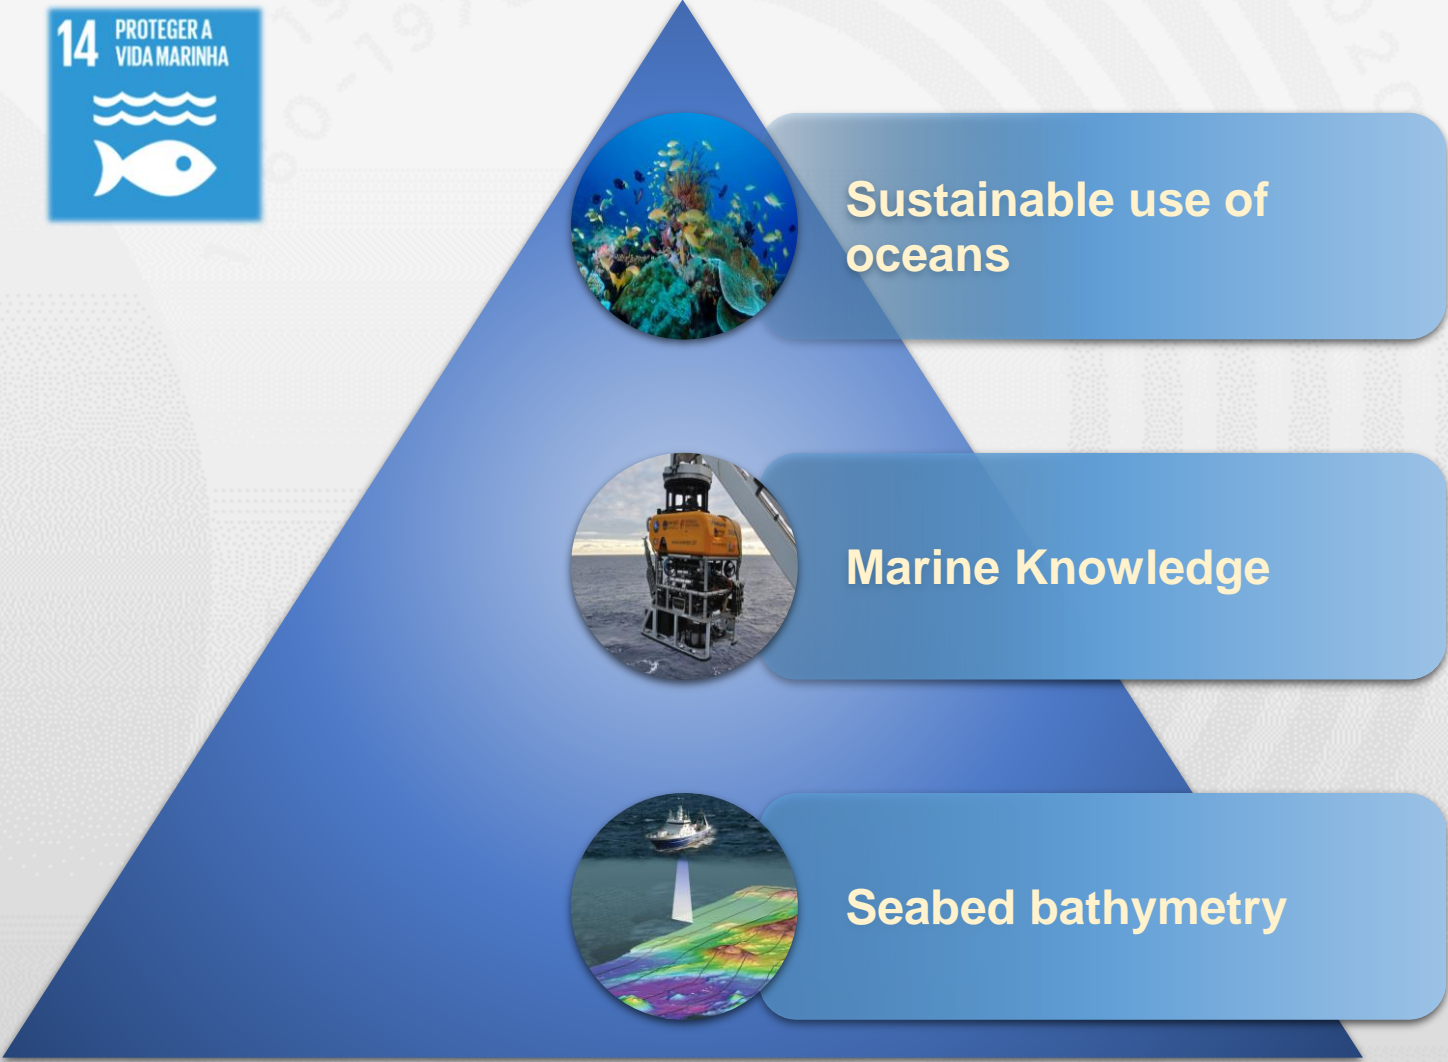 14 PROTEGER A
VIDA MARINHA
Sustainable use of
oceans
Marine Knowledge
Seabed bathymetry